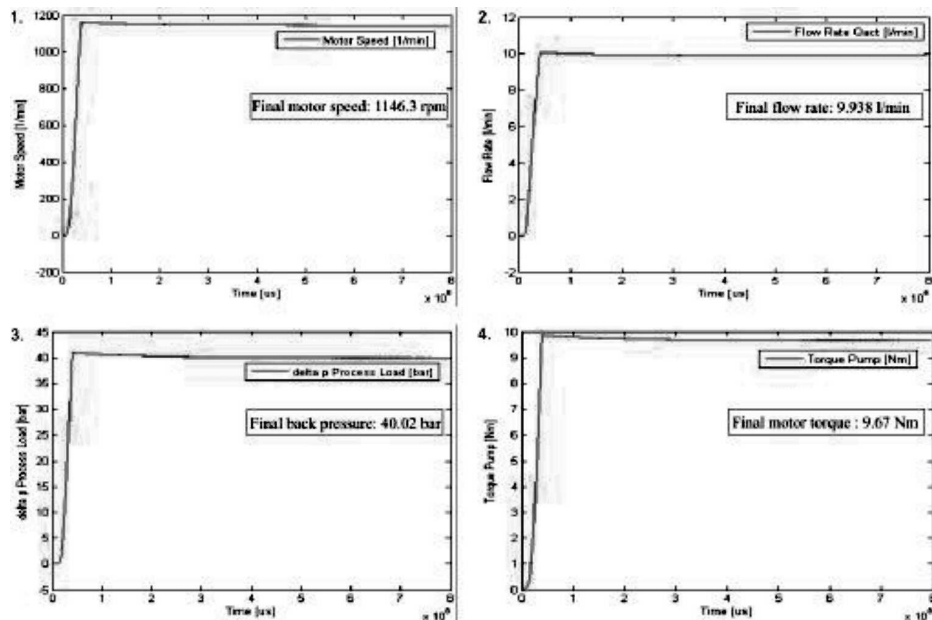 1.
1200
1000
800
600
400
200
0
-200
Motor Speed [1/min]
Motor Speed [1/min]
Final motor speed: 1146.3 rpm
0 1 2 3 4 5 6 7 8
Time [us]
2.
12
10
8
6
4
2
0
-2
Flow Rate [l/min]
Flow Rate Qact [l/min]
Final flow rate: 9.938 l/min
0 1 2 3 4 5 6 7 8
Time [us]
3.
45
40
35
30
25
20
15
10
5
0
-5
delta p Process Load [bar]
delta p Process Load [bar]
Final back pressure: 40.02 bar
0 1 2 3 4 5 6 7 8
Time [us]
4.
10
9
8
7
6
5
4
3
2
1
0
Torque Pump [Nm]
Torque Pump [Nm]
Final motor torque : 9.67 Nm
0 1 2 3 4 5 6 7 8
Time [us]